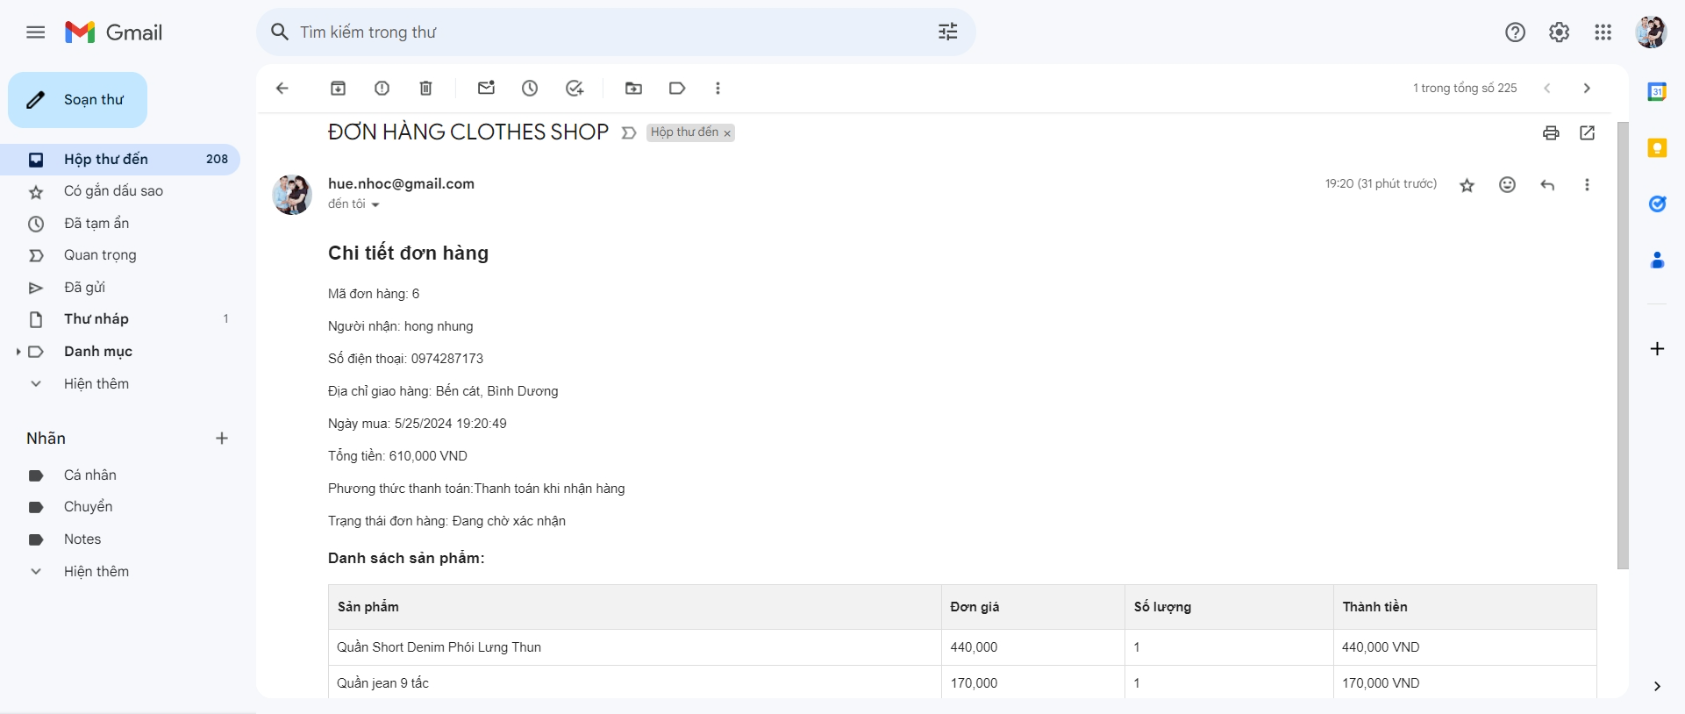 Gmail
Tìm kiếm trong thư
Soạn thư
1 trong tổng số 225
31
ĐƠN HÀNG CLOTHES SHOP
Hộp thư đến ×
Hộp thư đến 208
Có gắn dấu sao
Đã tạm ẩn
Quan trọng
Đã gửi
Thư nháp 1
Danh mục
Hiện thêm
Nhãn
Cá nhân
Chuyển
Notes
Hiện thêm
hue.nhoc@gmail.com
19:20 (31 phút trước)
đến tôi
Chi tiết đơn hàng
Mã đơn hàng: 6
Người nhận: hong nhung
Số điện thoại: 0974287173
Địa chỉ giao hàng: Bến cát, Bình Dương
Ngày mua: 5/25/2024 19:20:49
Tổng tiền: 610,000 VND
Phương thức thanh toán:Thanh toán khi nhận hàng
Trạng thái đơn hàng: Đang chờ xác nhận
Danh sách sản phẩm:
Sản phẩm Đơn giá Số lượng Thành tiền
Quần Short Denim Phối Lưng Thun 440,000 1 440,000 VND
Quần jean 9 tấc 170,000 1 170,000 VND